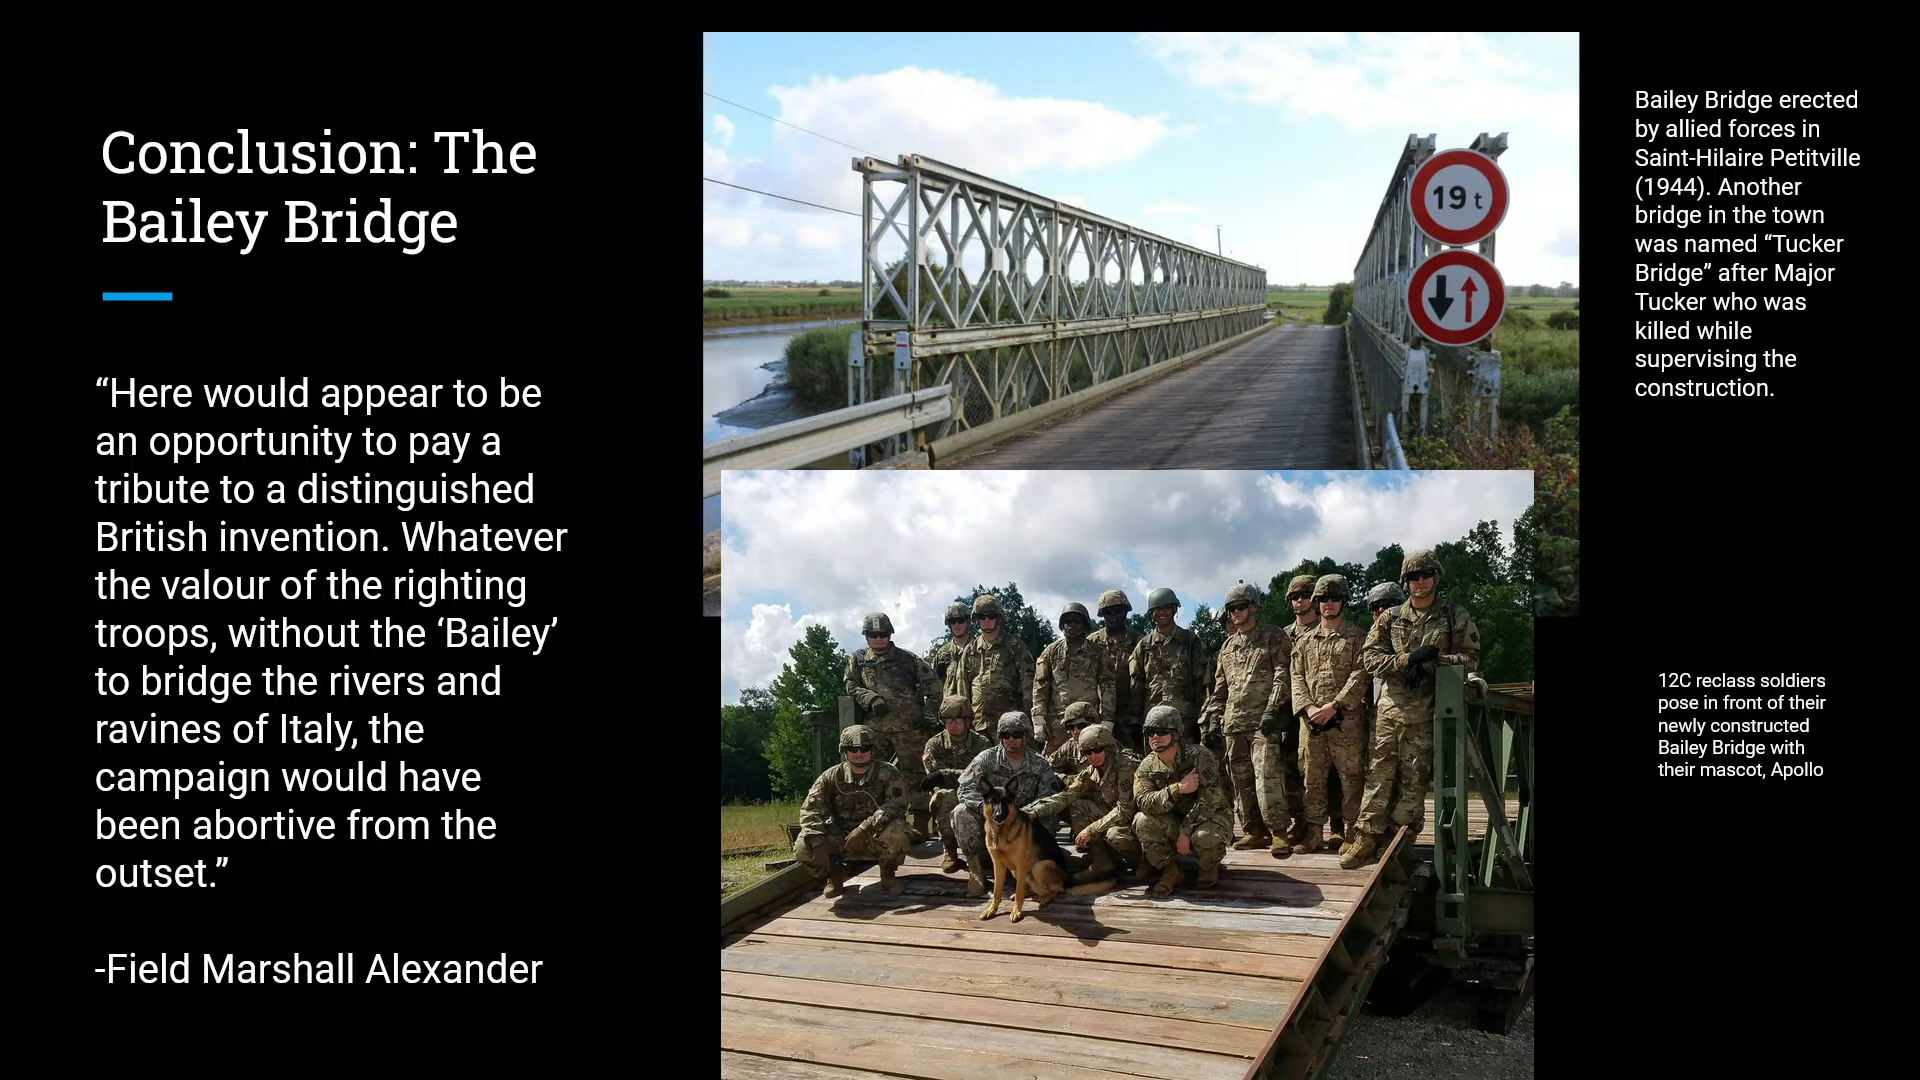 Conclusion: The
Bailey Bridge
“Here would appear to be
an opportunity to pay a
tribute to a distinguished
British invention. Whatever
the valour of the righting
troops, without the ‘Bailey’
to bridge the rivers and
ravines of Italy, the
campaign would have
been abortive from the
outset.”
-Field Marshall Alexander
19 t
Bailey Bridge erected
by allied forces in
Saint-Hilaire Petitville
(1944). Another
bridge in the town
was named “Tucker
Bridge” after Major
Tucker who was
killed while
supervising the
construction.
12C reclass soldiers
pose in front of their
newly constructed
Bailey Bridge with
their mascot, Apollo